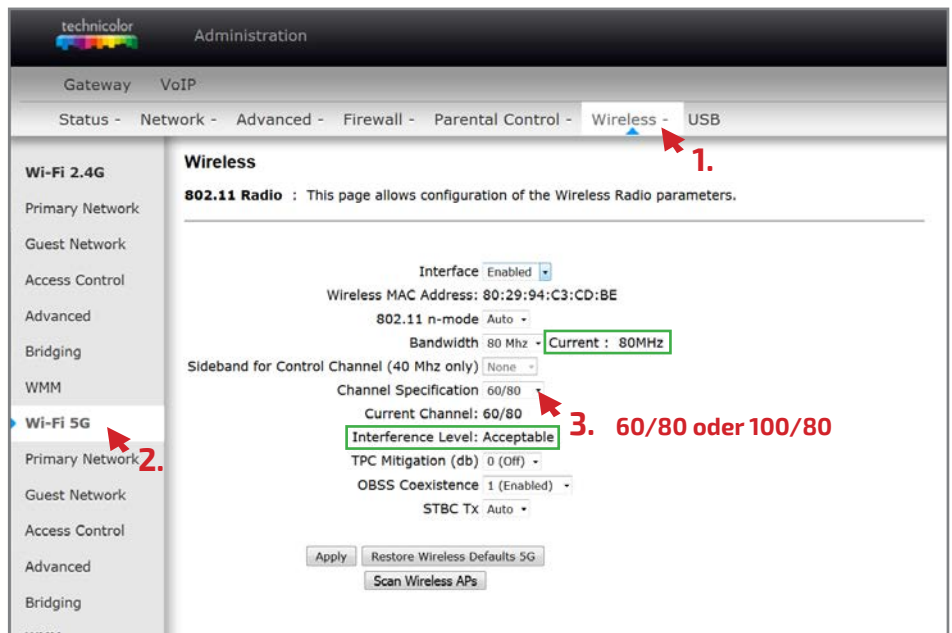 technicolor
Administration
Gateway VoIP
Status - Network - Advanced - Firewall - Parental Control - Wireless - USB
1.
Wi-Fi 2.4G
Primary Network
Guest Network
Access Control
Advanced
Bridging
WMM
Wi-Fi 5G
2.
Primary Network
Guest Network
Access Control
Advanced
Bridging
Wireless
802.11 Radio : This page allows configuration of the Wireless Radio parameters.
Interface Enabled
Wireless MAC Address: 80:29:94:C3:CD:BE
802.11 n-mode Auto
Bandwidth 80 Mhz Current : 80MHz
Sideband for Control Channel (40 Mhz only) None
Channel Specification 60/80
Current Channel: 60/80
3. 60/80 oder 100/80
Interference Level: Acceptable
TPC Mitigation (db) 0 (Off)
OBSS Coexistence 1 (Enabled)
STBC Tx Auto
Apply Restore Wireless Defaults 5G
Scan Wireless APs